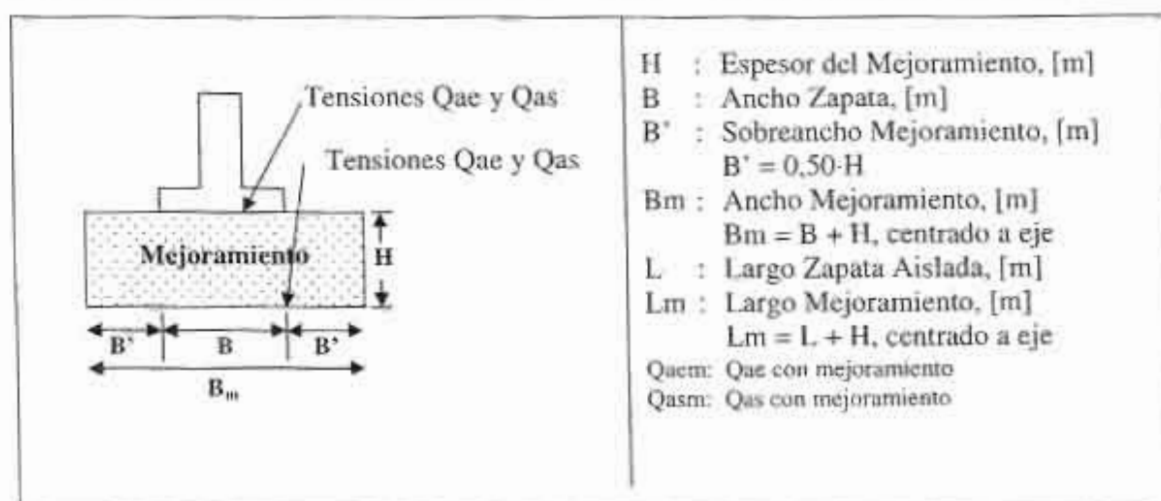 Tensiones Qae y Qas
Tensiones Qae y Qas
Mejoramiento
H
B'
B
B'
Bm
H : Espesor del Mejoramiento, [m]
B : Ancho Zapata, [m]
B' : Sobreancho Mejoramiento, [m]
B' = 0,50·H
Bm : Ancho Mejoramiento, [m]
Bm = B + H, centrado a eje
L : Largo Zapata Aislada, [m]
Lm : Largo Mejoramiento, [m]
Lm = L + H, centrado a eje
Qaem: Qae con mejoramiento
Qasm: Qas con mejoramiento